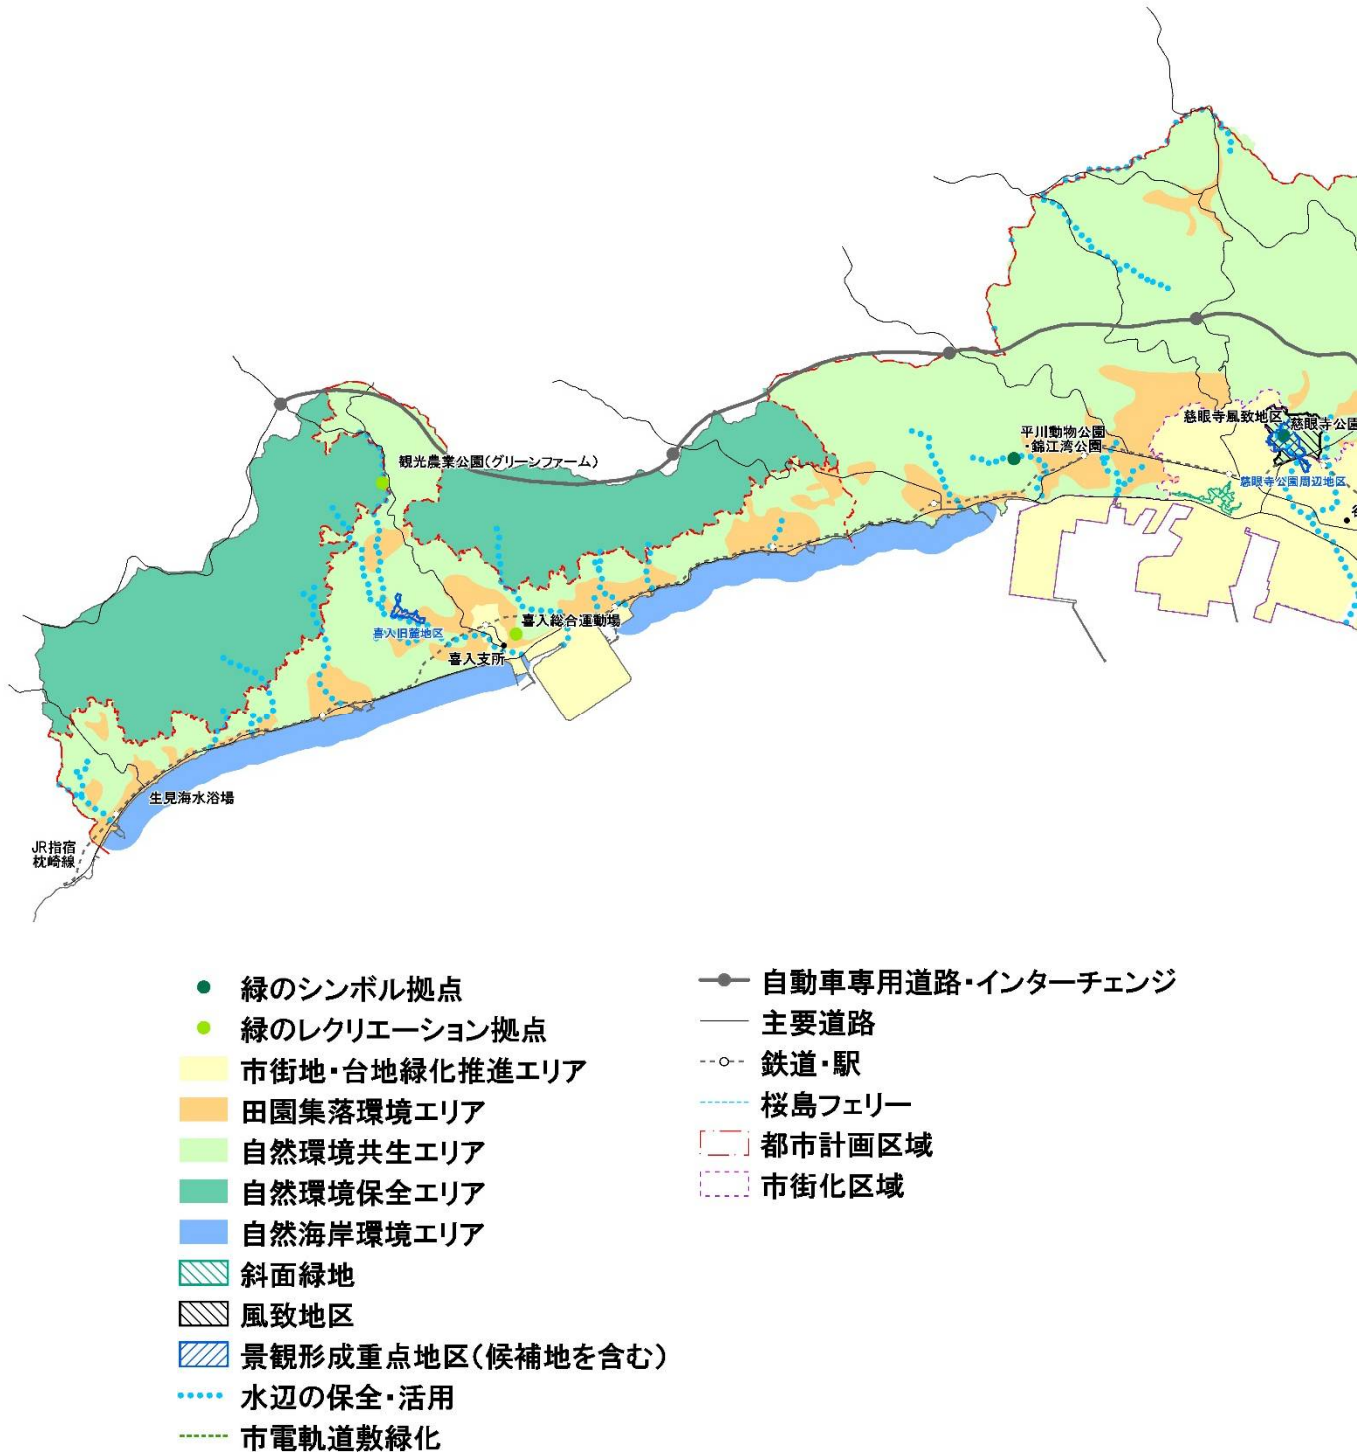 慈眼寺風致地区
慈眼寺公園
平川動物公園
・錦江湾公園
観光農業公園(グリーンファーム)
慈眼寺公園周辺地区
喜入総合運動場
喜入旧麓地区
喜入支所
生見海水浴場
JR指宿
枕崎線
緑のシンボル拠点
緑のレクリエーション拠点
市街地・台地緑化推進エリア
田園集落環境エリア
自然環境共生エリア
自然環境保全エリア
自然海岸環境エリア
斜面緑地
風致地区
景観形成重点地区(候補地を含む)
水辺の保全・活用
市電軌道敷緑化
自動車専用道路・インターチェンジ
主要道路
鉄道・駅
桜島フェリー
都市計画区域
市街化区域